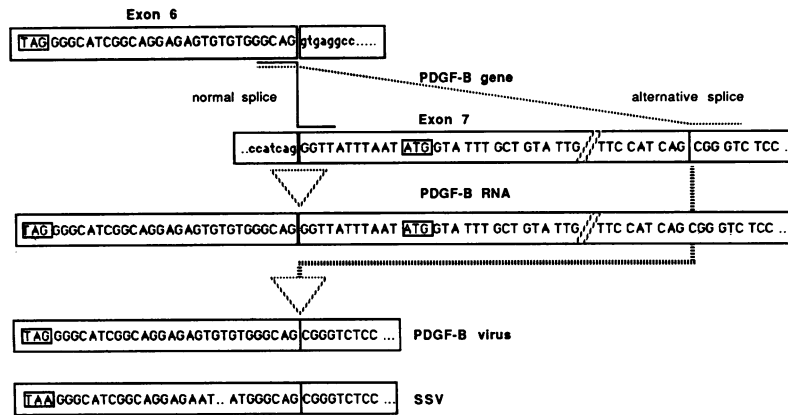 Exon 6
TAG GGGCATCGGCAGGAGAGTGTGTGGGCAG gtgaggcc.....
PDGF-B gene
normal splice
alternative splice
Exon 7
..ccatcag GGTTATTTAAT ATG GTA TTT GCT GTA TTG TTC CAT CAG CGG GTC TCC ..
PDGF-B RNA
TAG GGGCATCGGCAGGAGAGTGTGTGGGCAG GGTTATTTAAT ATG GTA TTT GCT GTA TTG TTC CAT CAG CGG GTC TCC ...
TAG GGGCATCGGCAGGAGAGTGTGTGGGCAG CGGGTCTCC ... PDGF-B virus
TAA GGGCATCGGCAGGAGAAT.. ATGGGCAG CGGGTCTCC ... SSV